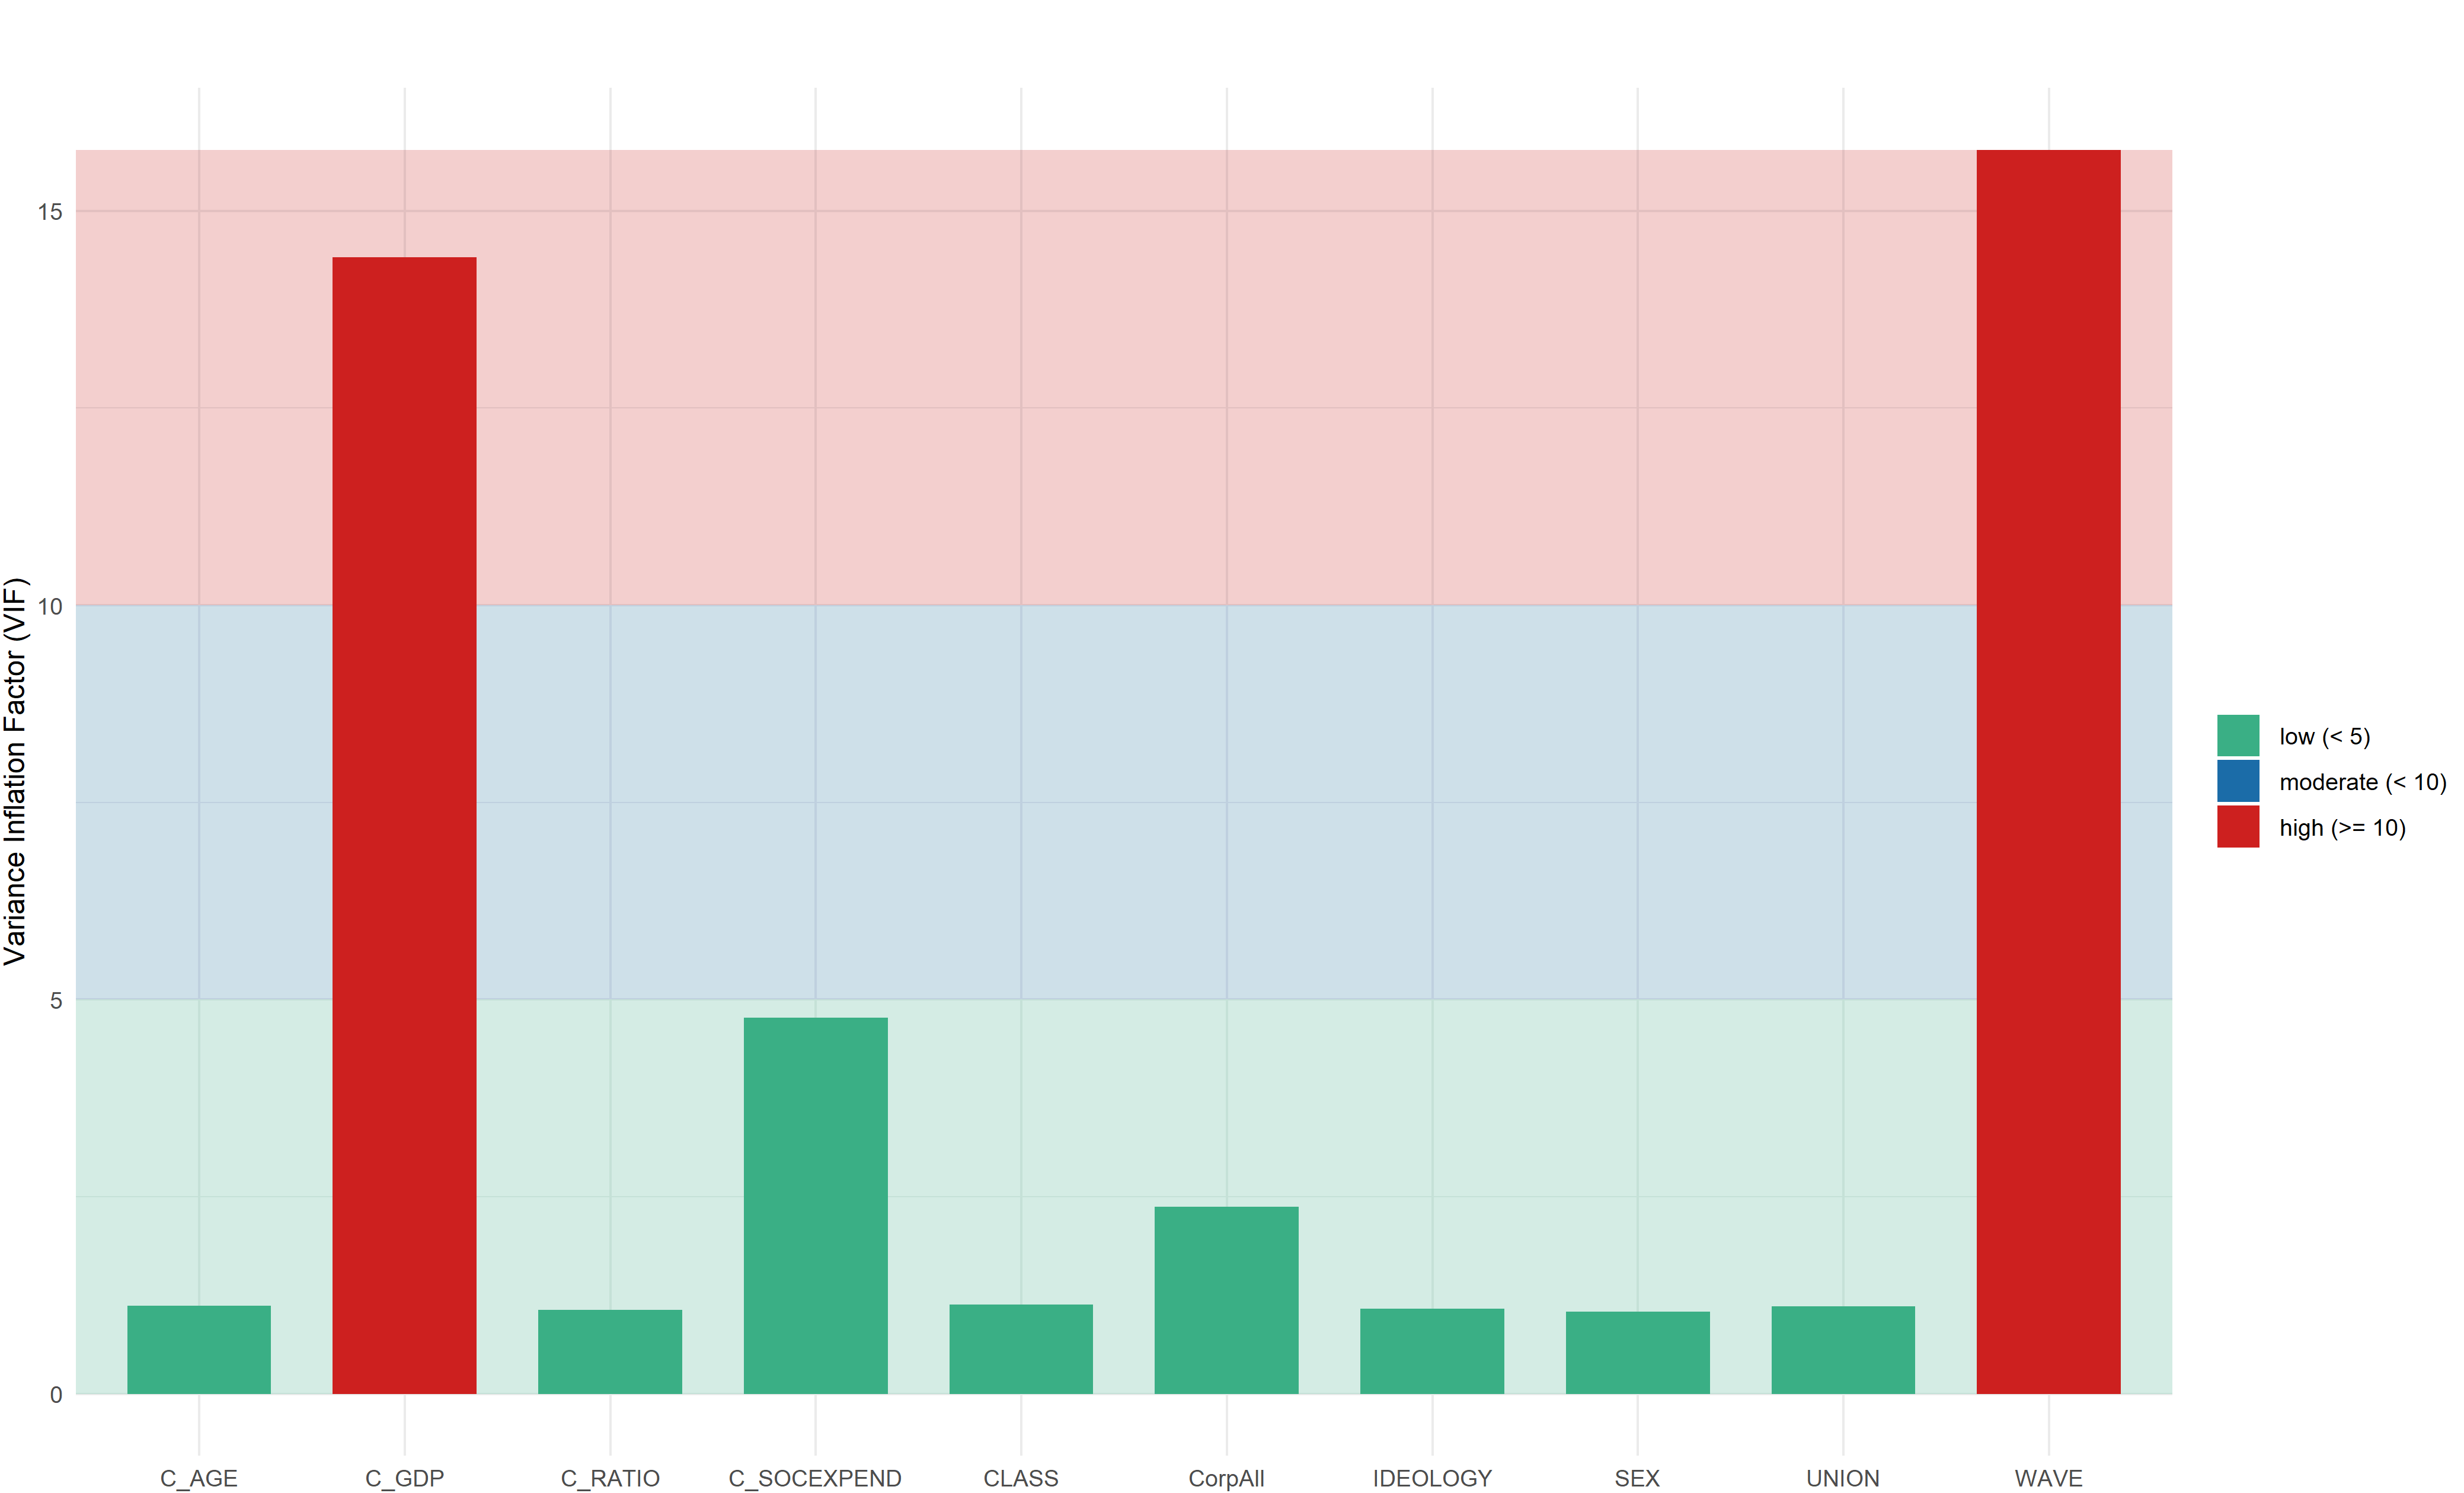 Variance Inflation Factor (VIF)
15
10
5
0
C_AGE C_GDP C_RATIO C_SOCEXPEND CLASS CorpAll IDEOLOGY SEX UNION WAVE
low (< 5)
moderate (< 10)
high (>= 10)